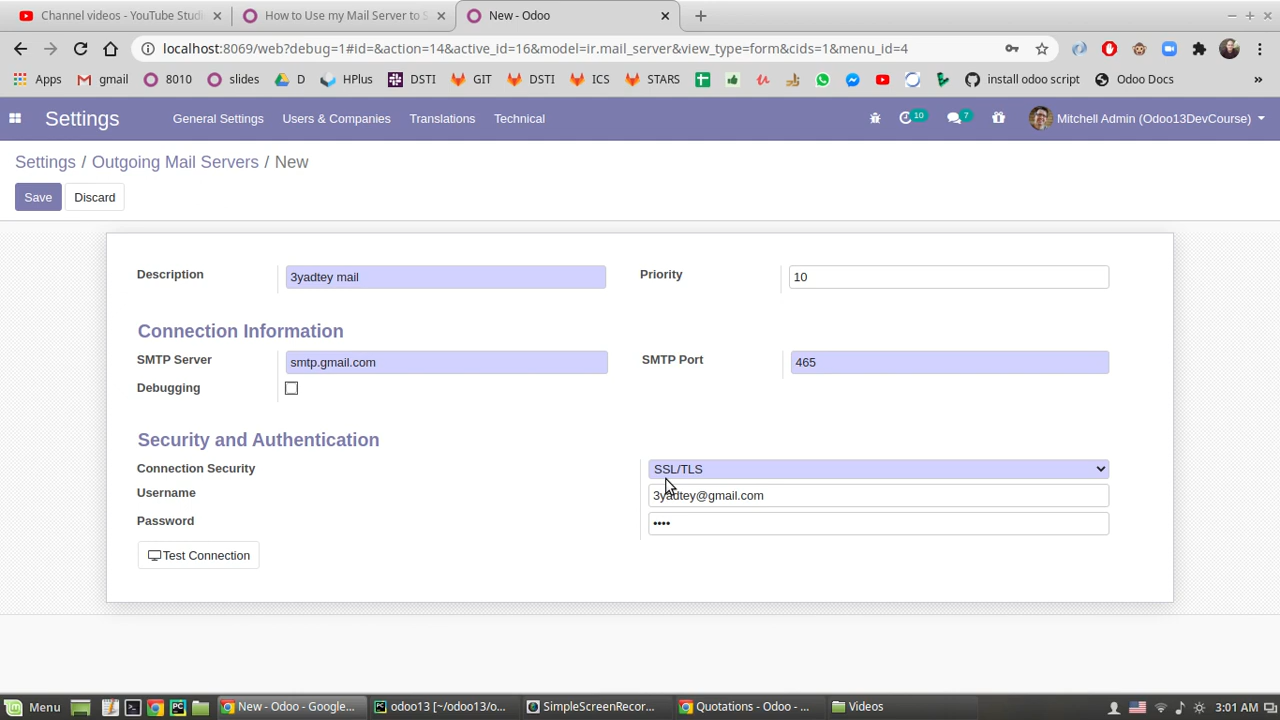 Channel videos - YouTube Studi
How to Use my Mail Server to S
New - Odoo
localhost:8069/web?debug=1#id=&action=14&active_id=16&model=ir.mail_server&view_type=form&cids=1&menu_id=4
Apps gmail 8010 slides D HPlus DSTI GIT DSTI ICS STARS install odoo script Odoo Docs »
Settings General Settings Users & Companies Translations Technical 10 7 Mitchell Admin (Odoo13DevCourse)
Settings / Outgoing Mail Servers / New
Save Discard
Description 3yadtey mail Priority 10
Connection Information
SMTP Server smtp.gmail.com SMTP Port 465
Debugging
Security and Authentication
Connection Security SSL/TLS
Username 3yadtey@gmail.com
Password ••••
Test Connection
Menu New - Odoo - Google... odoo13 [~/odoo13/o... SimpleScreenRecor... Quotations - Odoo - ... Videos 3:01 AM